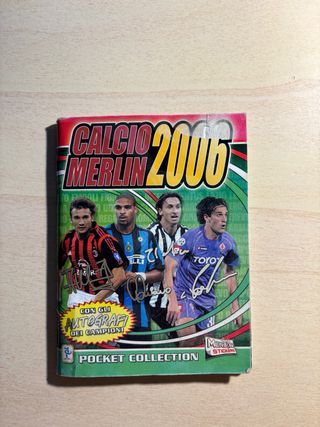 CALCIO
MERLIN 2006
TOYOTA
CON GLI
AUTOGRAFI
DEI CAMPIONI
POCKET COLLECTION
MERLIN
STICKERS